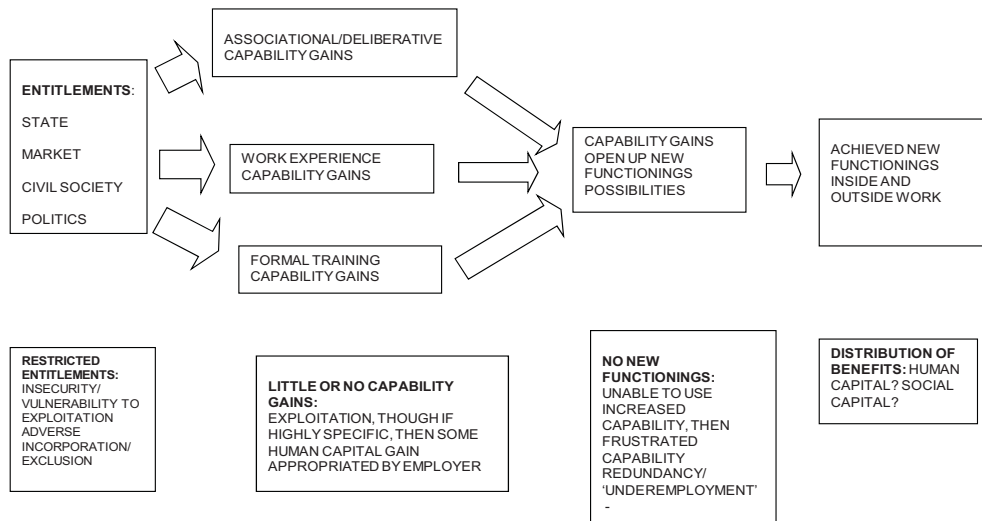 ASSOCIATIONAL/DELIBERATIVE
CAPABILITY GAINS
ENTITLEMENTS:
STATE
MARKET
CIVIL SOCIETY
POLITICS
WORK EXPERIENCE
CAPABILITY GAINS
FORMAL TRAINING
CAPABILITY GAINS
CAPABILITY GAINS
OPEN UP NEW
FUNCTIONINGS
POSSIBILITIES
ACHIEVED NEW
FUNCTIONINGS
INSIDE AND
OUTSIDE WORK
RESTRICTED
ENTITLEMENTS:
INSECURITY/
VULNERABILITY TO
EXPLOITATION
ADVERSE
INCORPORATION/
EXCLUSION
LITTLE OR NO CAPABILITY
GAINS:
EXPLOITATION, THOUGH IF
HIGHLY SPECIFIC, THEN SOME
HUMAN CAPITAL GAIN
APPROPRIATED BY EMPLOYER
NO NEW
FUNCTIONINGS:
UNABLE TO USE
INCREASED
CAPABILITY, THEN
FRUSTRATED
CAPABILITY
REDUNDANCY/
‘UNDEREMPLOYMENT’
-
DISTRIBUTION OF
BENEFITS: HUMAN
CAPITAL? SOCIAL
CAPITAL?